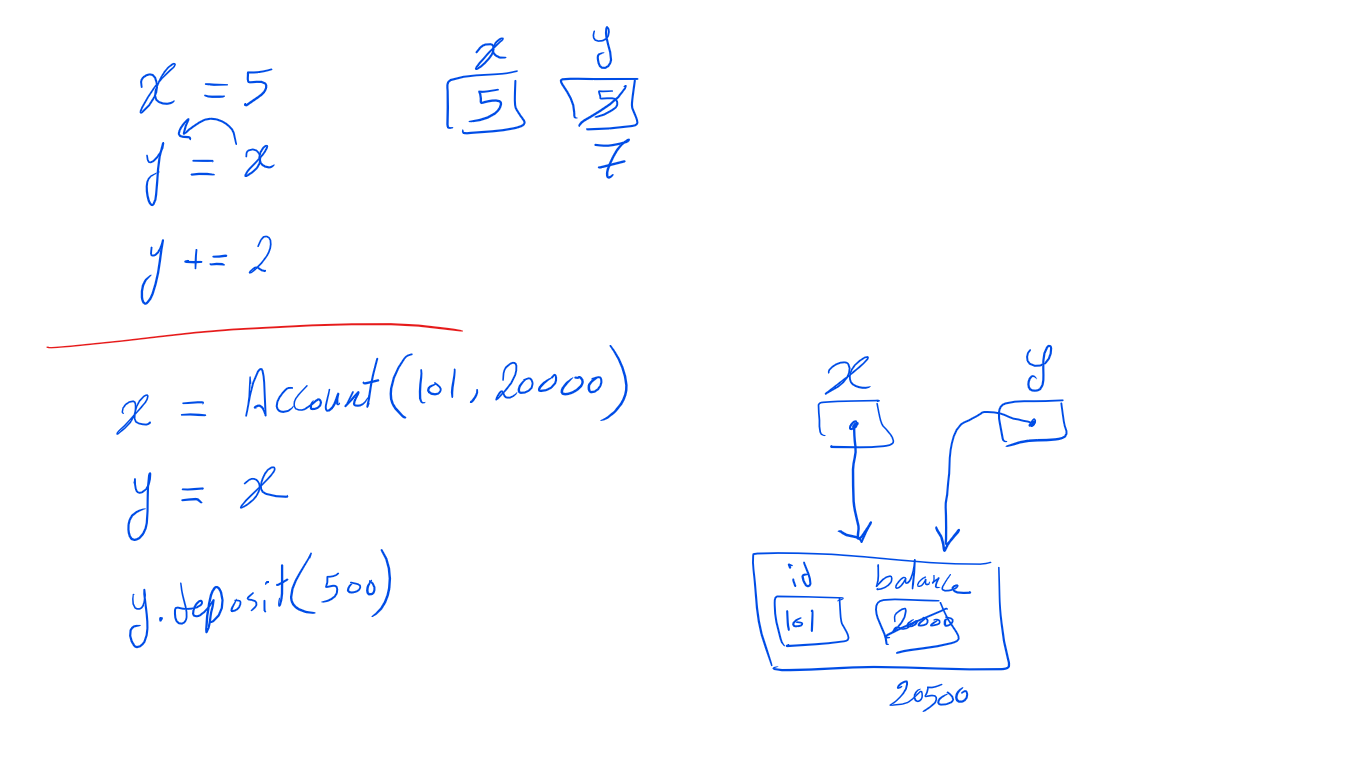 x = 5
y = x
y += 2
x y
5 5
7
x = Account(101, 20000)
y = x
y.deposit(500)
x y
id balance
101 20000
20500